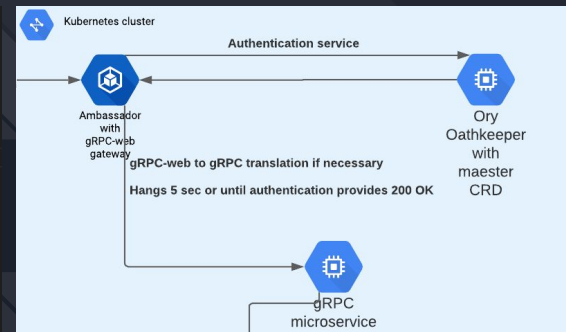 Kubernetes cluster
Authentication service
Ambassador
with
gRPC-web
gateway
Ory
Oathkeeper
with
maester
CRD
gRPC-web to gRPC translation if necessary
Hangs 5 sec or until authentication provides 200 OK
gRPC
microservice